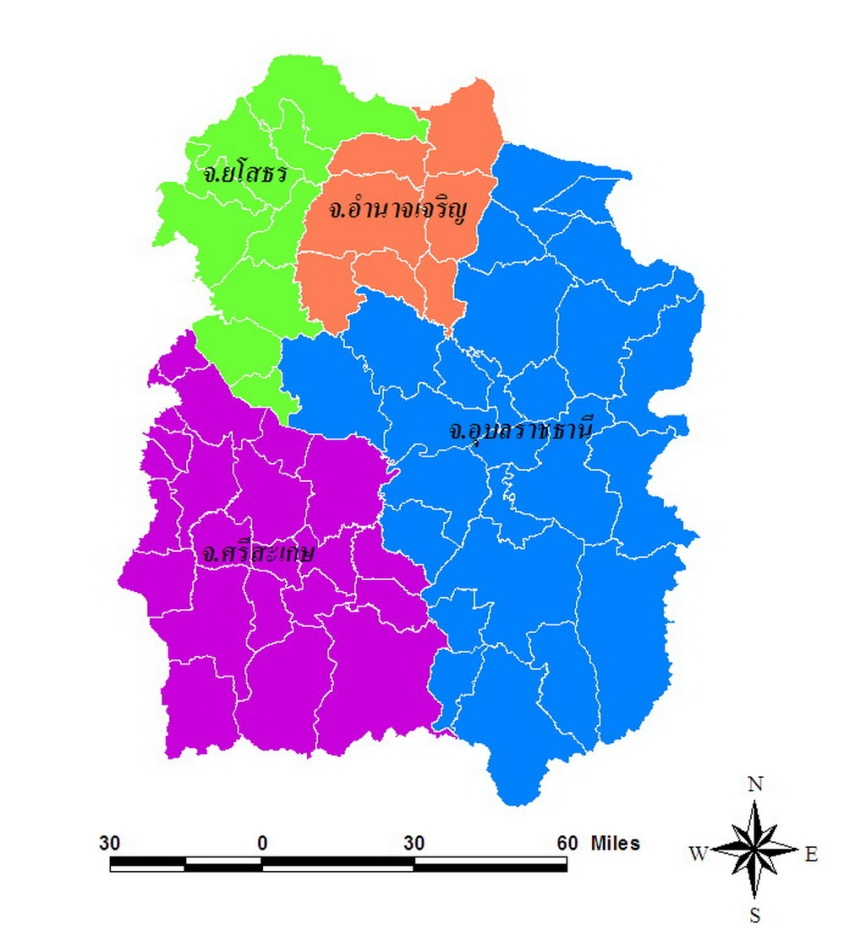 จ.ยโสธร
จ.อำนาจเจริญ
จ.อุบลราชธานี
จ.ศรีสะเกษ
30 0 30 60 Miles
N
W E
S